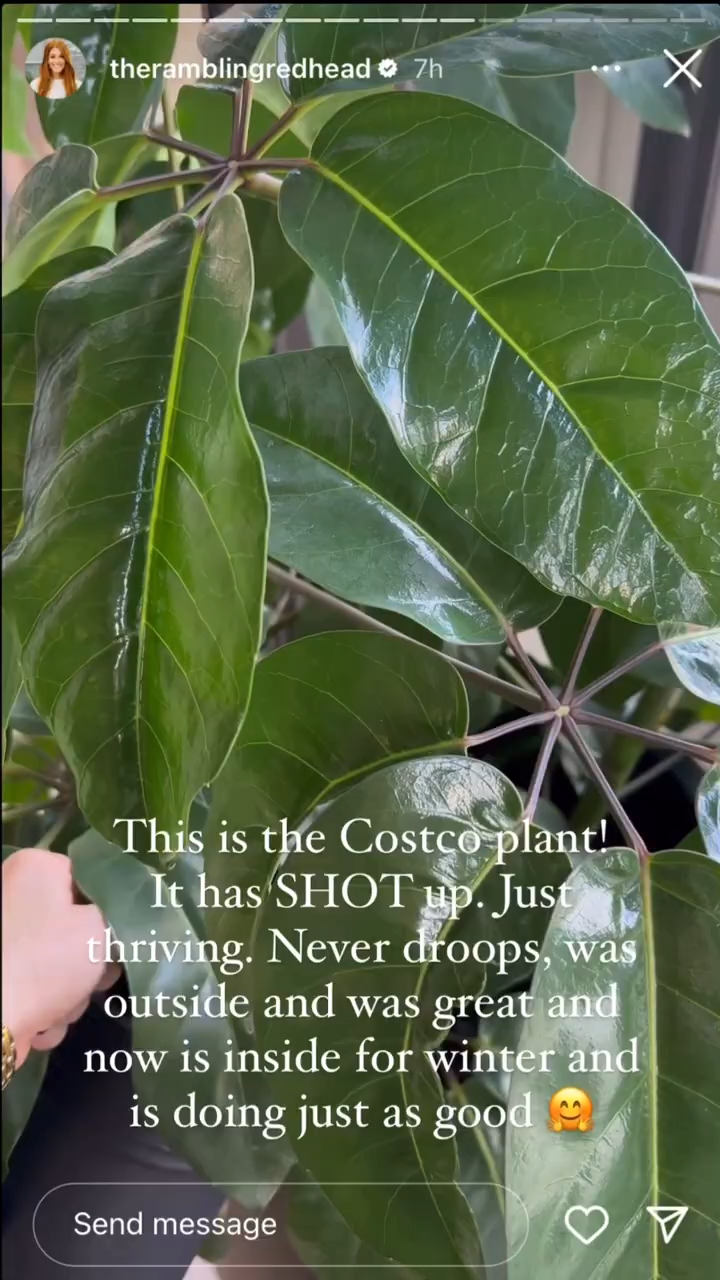 therramblingredhead 7h
This is the Costco plant!
It has SHOT up. Just
thriving. Never droops, was
outside and was great and
now is inside for winter and
is doing just as good 🤗
Send message